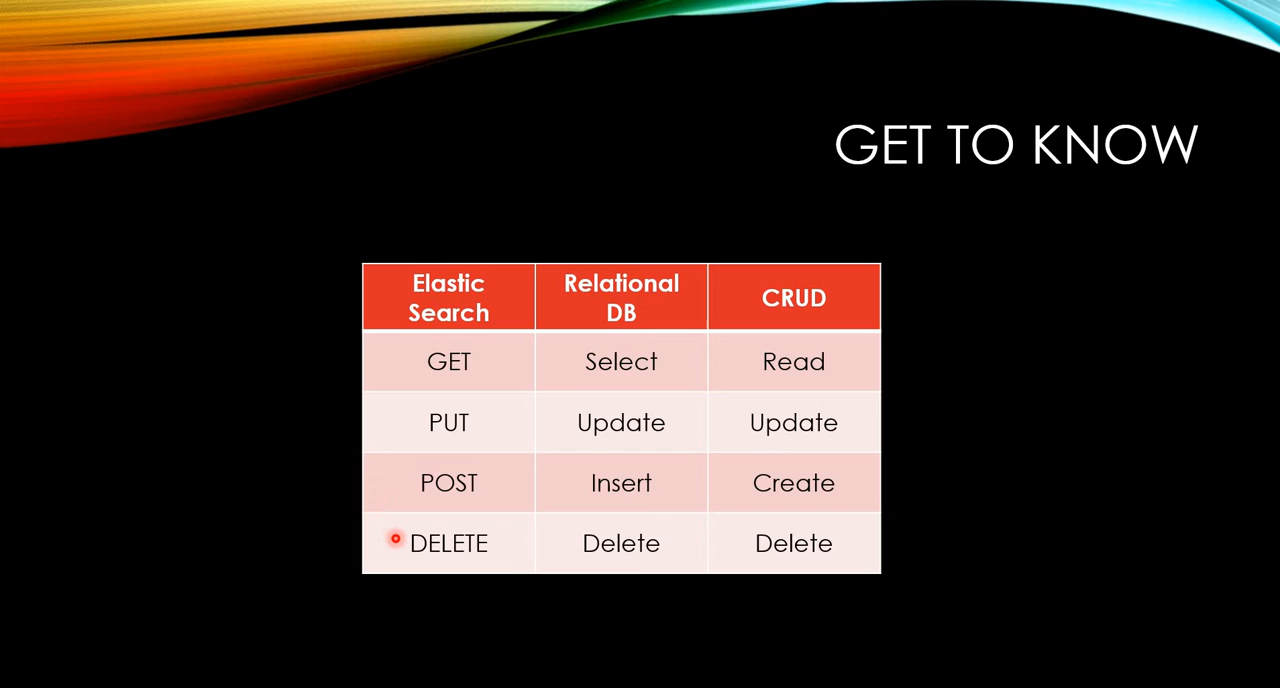 GET TO KNOW
Elastic Search
Relational DB
CRUD
GET
Select
Read
PUT
Update
Update
POST
Insert
Create
DELETE
Delete
Delete